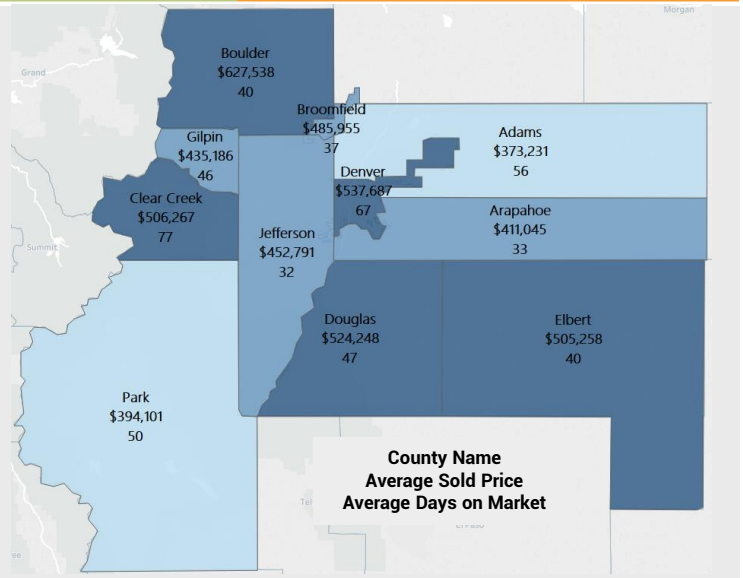 Morgan
Boulder
$627,538
40
Grand
Broomfield
$485,955
37
Gilpin
$435,186
46
Adams
$373,231
56
Denver
$537,687
67
Clear Creek
$506,267
77
Arapahoe
$411,045
33
Jefferson
$452,791
32
Summit
Douglas
$524,248
47
Elbert
$505,258
40
Park
$394,101
50
County Name
Average Sold Price
Average Days on Market